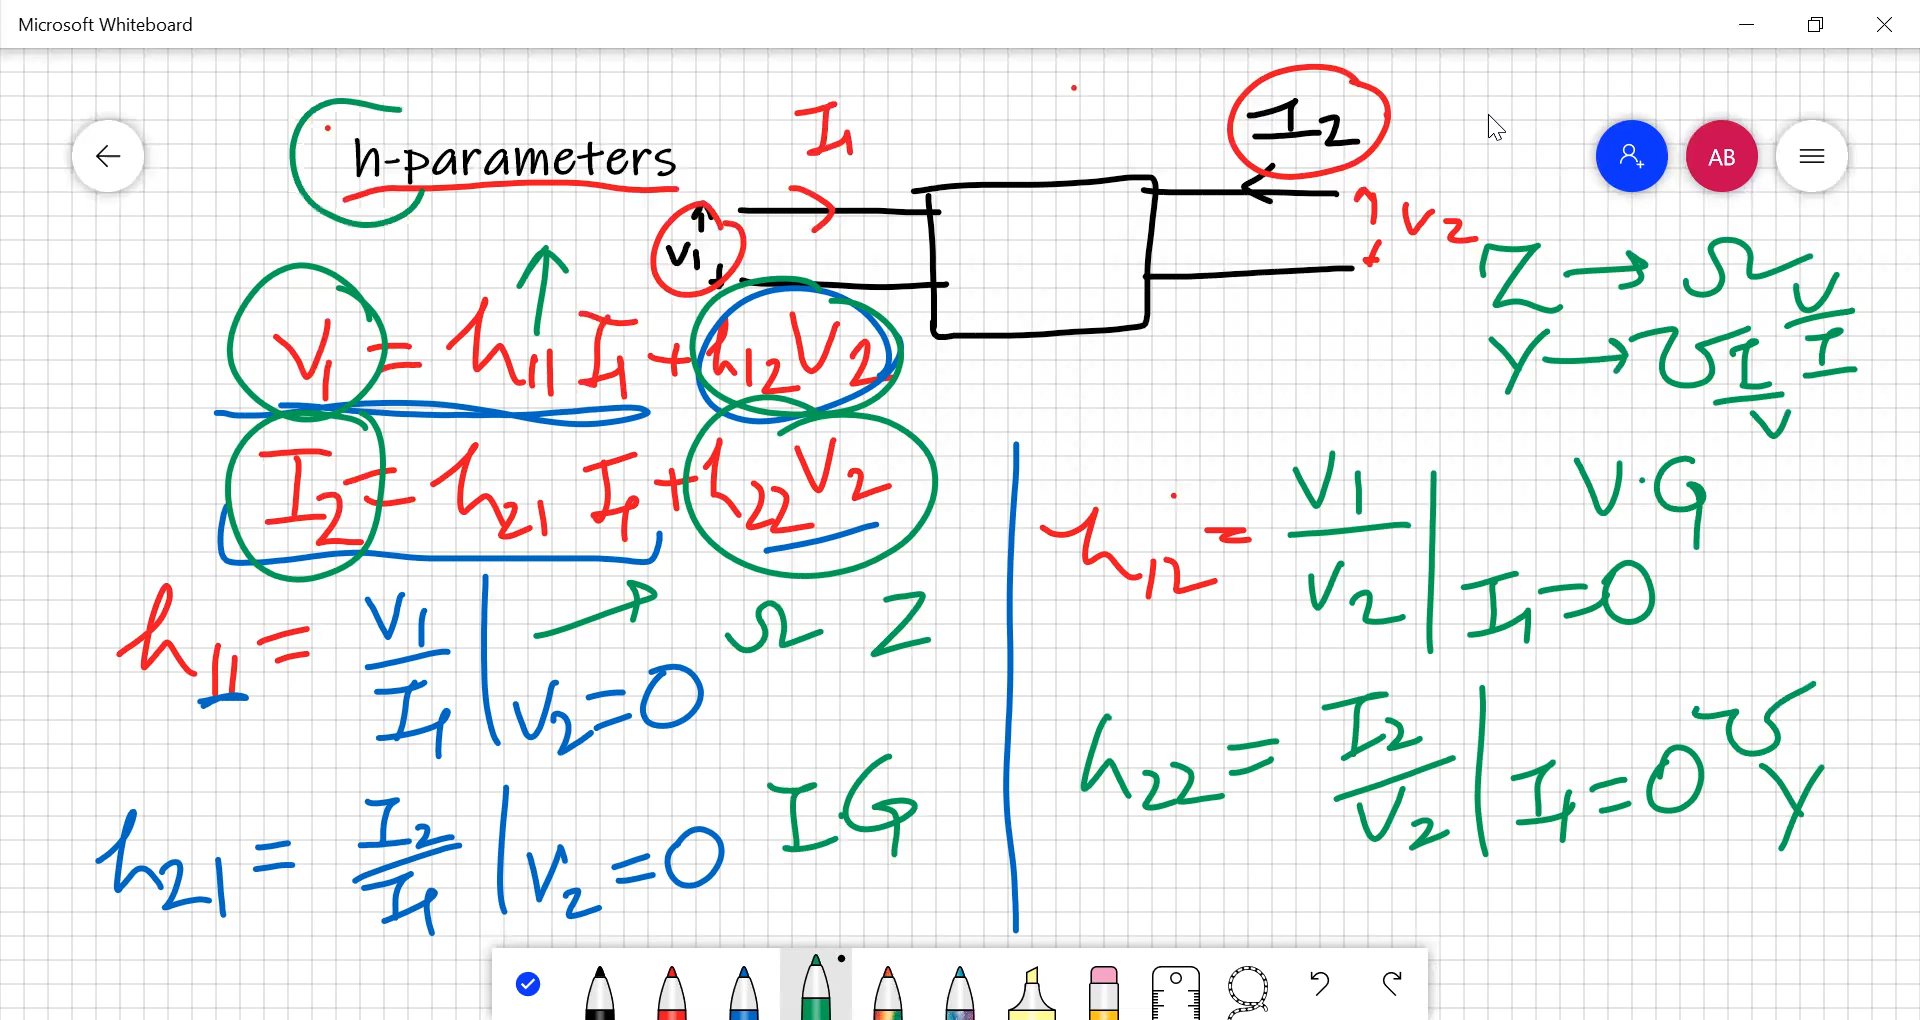 Microsoft Whiteboard
h-parameters
I1
I2
V1
V2
AB
V1 = h11 I1 + h12 V2
I2 = h21 I1 + h22 V2
Z → Ω V/I
Y → ℧ I/V
h11 = V1/I1 | V2=0 → Ω Z
h21 = I2/I1 | V2=0 I G
h12 = V1/V2 | I1=0 V.G
h22 = I2/V2 | I1=0 ℧ Y